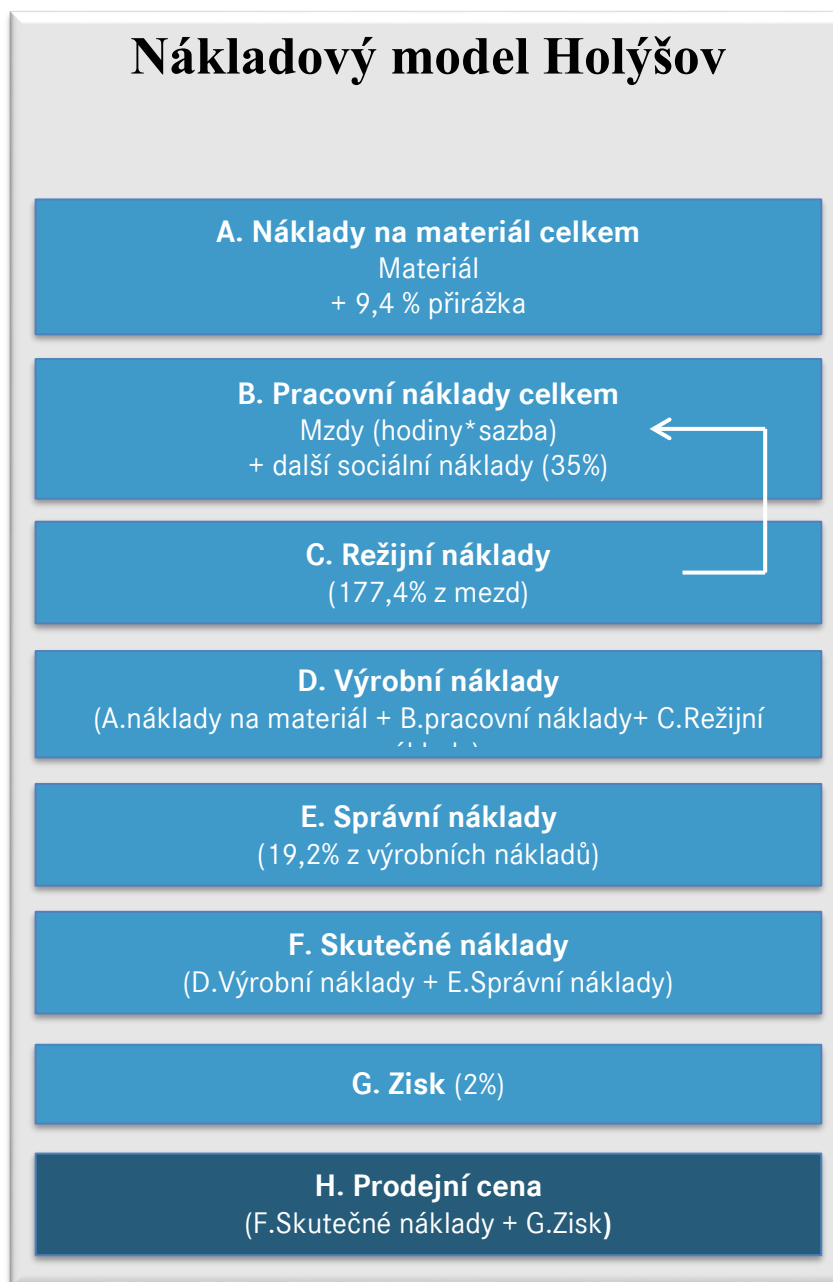 Nákladový model Holýšov
A. Náklady na materiál celkem
Materiál
+ 9,4 % přirážka
B. Pracovní náklady celkem
Mzdy (hodiny*sazba)
+ další sociální náklady (35%)
C. Režijní náklady
(177,4% z mezd)
D. Výrobní náklady
(A.náklady na materiál + B.pracovní náklady+ C.Režijní
E. Správní náklady
(19,2% z výrobních nákladů)
F. Skutečné náklady
(D.Výrobní náklady + E.Správní náklady)
G. Zisk (2%)
H. Prodejní cena
(F.Skutečné náklady + G.Zisk)